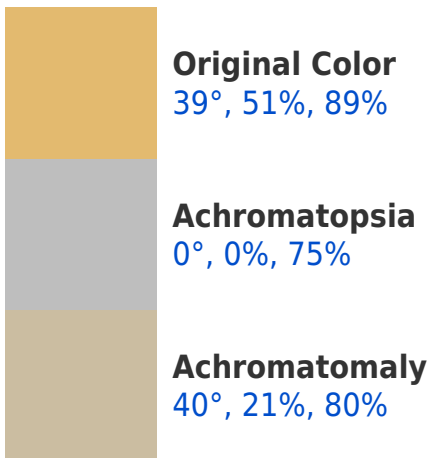 Original Color
39°, 51%, 89%
Achromatopsia
0°, 0%, 75%
Achromatomaly
40°, 21%, 80%